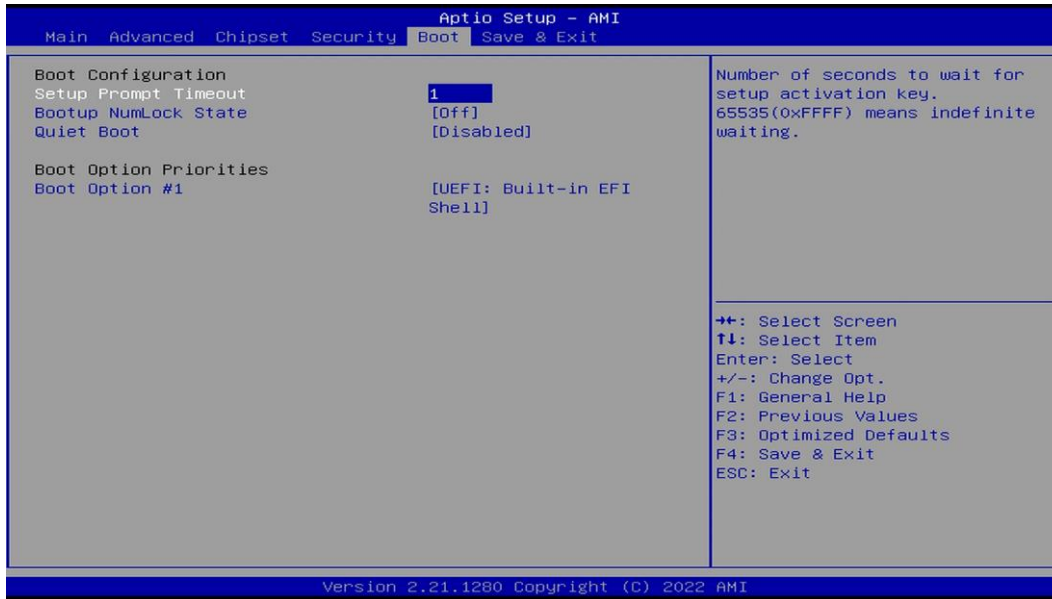 Aptio Setup – AMI
Main Advanced Chipset Security Boot Save & Exit
Boot Configuration
Setup Prompt Timeout 1
Bootup NumLock State [Off]
Quiet Boot [Disabled]
Boot Option Priorities
Boot Option #1 [UEFI: Built-in EFI
Shell]
Number of seconds to wait for
setup activation key.
65535(0xFFFF) means indefinite
waiting.
→←: Select Screen
↑↓: Select Item
Enter: Select
+/-: Change Opt.
F1: General Help
F2: Previous Values
F3: Optimized Defaults
F4: Save & Exit
ESC: Exit
Version 2.21.1280 Copyright (C) 2022 AMI